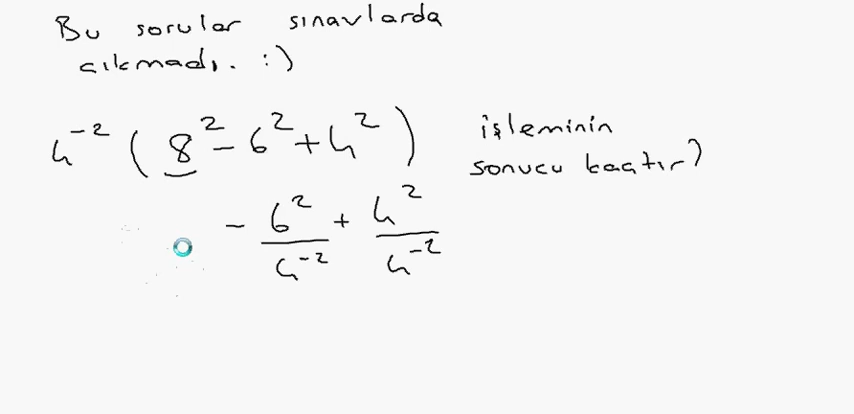 Bu sorular sınavlarda
çıkmadı. :)
4⁻² ( 8² - 6² + 4² ) işleminin
sonucu kaçtır?
- 6²/4⁻² + 4²/4⁻²